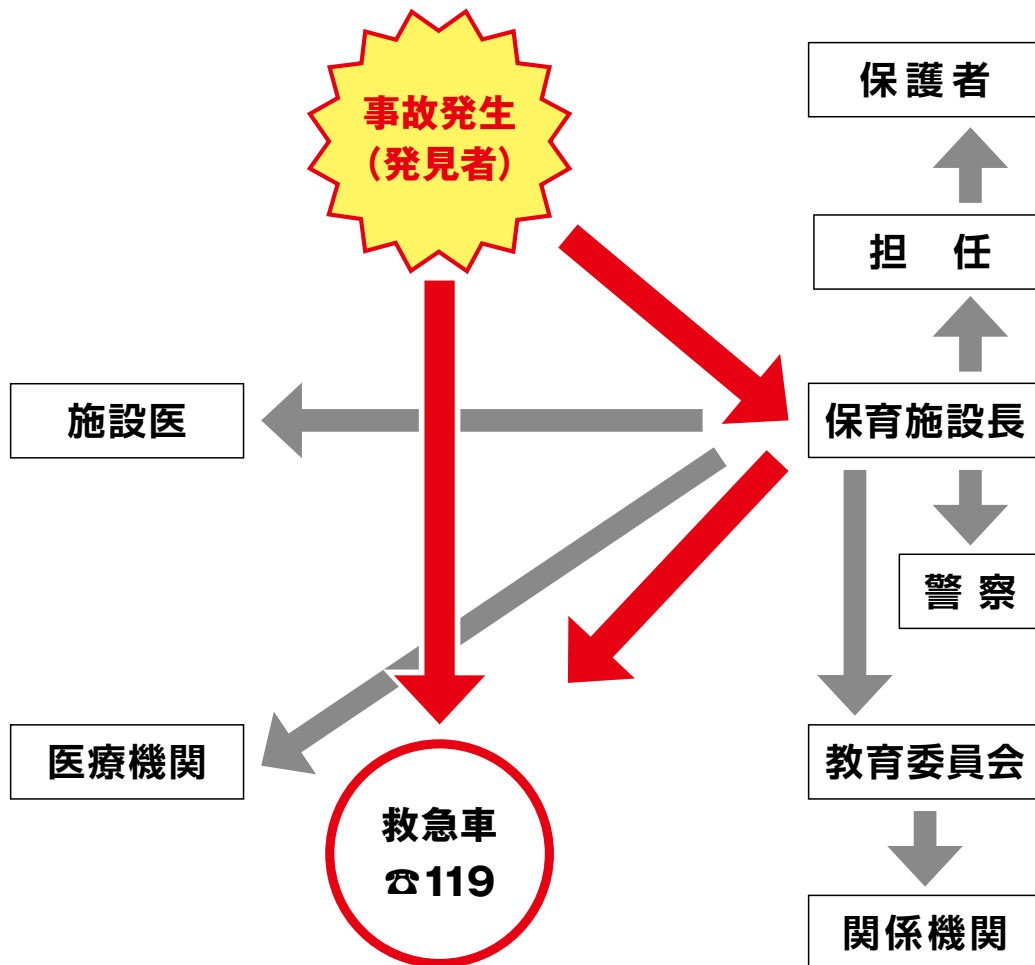 事故発生
(発見者)
保護者
担　任
施設医
保育施設長
警察
医療機関
教育委員会
救急車
☎119
関係機関